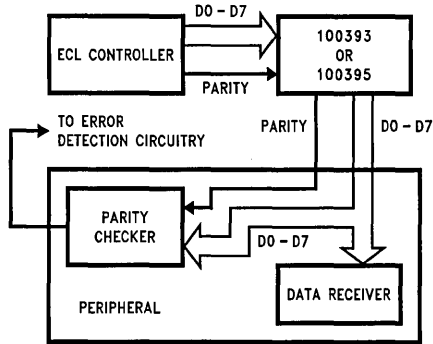 D0 – D7
ECL CONTROLLER
100393
OR
100395
PARITY
TO ERROR
DETECTION CIRCUITRY
PARITY
D0 – D7
PARITY
CHECKER
D0 – D7
DATA RECEIVER
PERIPHERAL